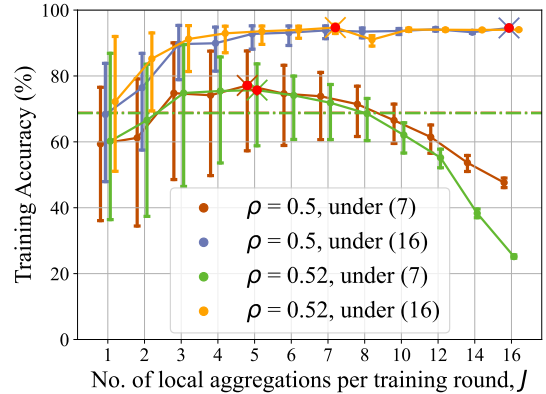 100
80
60
40
20
0
Training Accuracy (%)
ρ = 0.5, under (7)
ρ = 0.5, under (16)
ρ = 0.52, under (7)
ρ = 0.52, under (16)
1 2 3 4 5 6 7 8 10 12 14 16
No. of local aggregations per training round, J